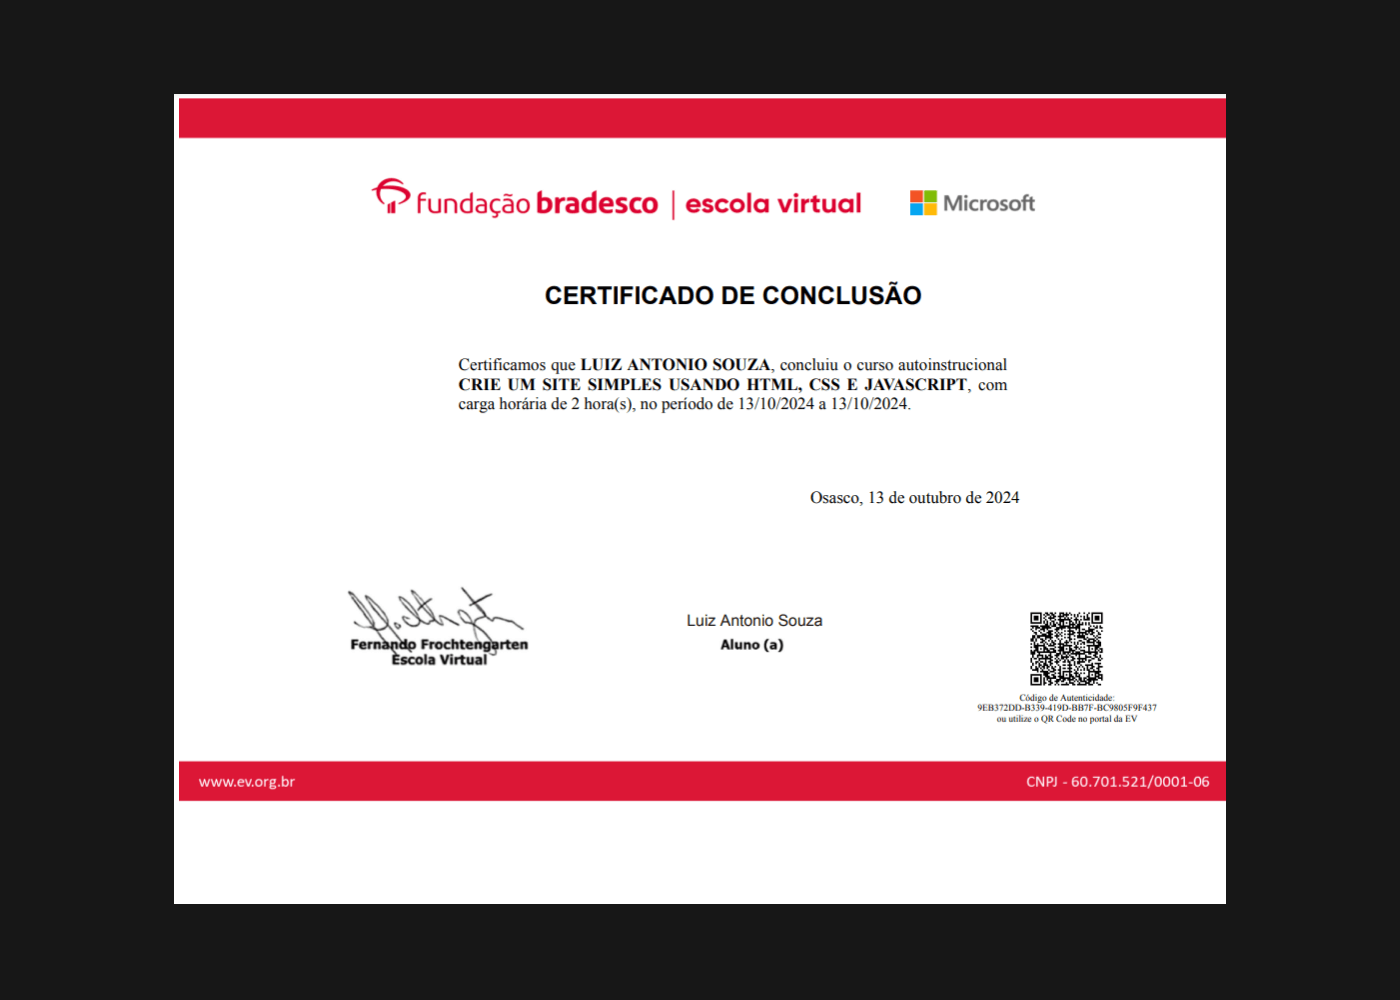 fundação bradesco | escola virtual
Microsoft
CERTIFICADO DE CONCLUSÃO
Certificamos que LUIZ ANTONIO SOUZA, concluiu o curso autoinstrucional
CRIE UM SITE SIMPLES USANDO HTML, CSS E JAVASCRIPT, com
carga horária de 2 hora(s), no período de 13/10/2024 a 13/10/2024.
Osasco, 13 de outubro de 2024
Fernando Frochtengarten
Escola Virtual
Luiz Antonio Souza
Aluno (a)
Código de Autenticidade:
9EB372DD-B339-419D-BB7F-BC9805F9F437
ou utilize o QR Code no portal da EV
www.ev.org.br
CNPJ - 60.701.521/0001-06